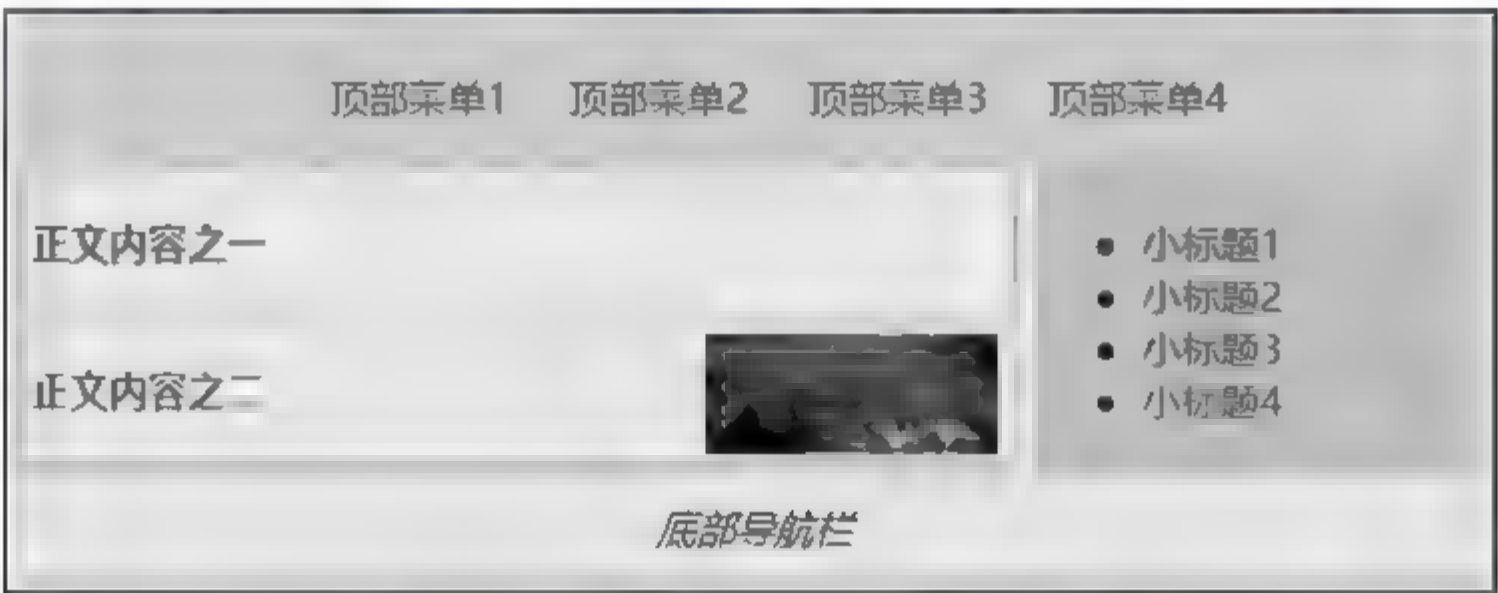 顶部菜单1 顶部菜单2 顶部菜单3 顶部菜单4
正文内容之一
正文内容之二
小标题1
小标题2
小标题3
小标题4
底部导航栏